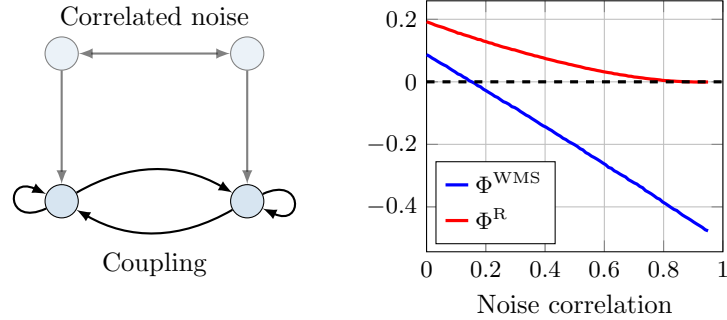 Correlated noise
Coupling
0.2
0
−0.2
−0.4
Φ^WMS
Φ^R
0 0.2 0.4 0.6 0.8 1
Noise correlation